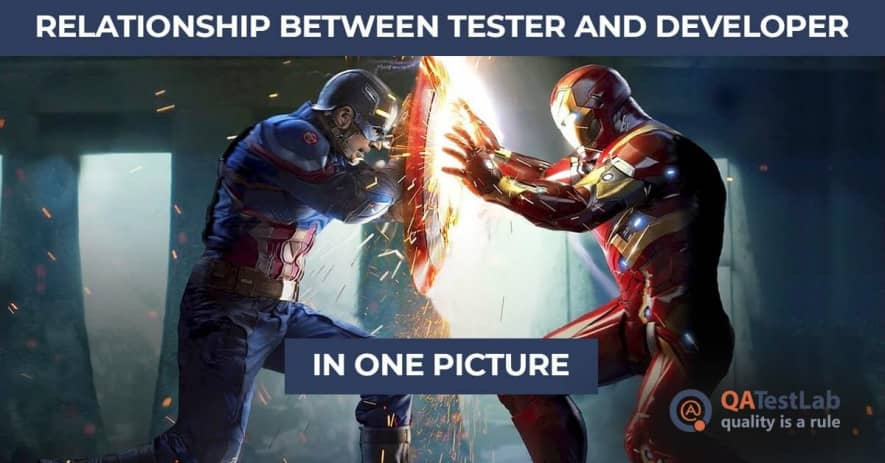 RELATIONSHIP BETWEEN TESTER AND DEVELOPER
IN ONE PICTURE
QATestLab
quality is a rule